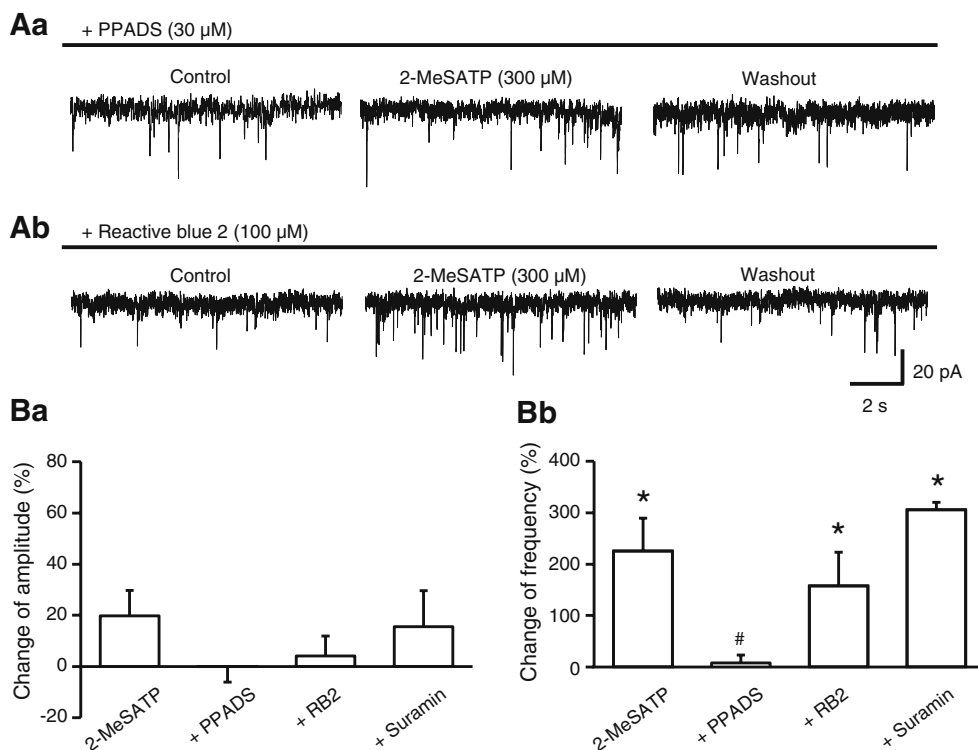 Aa
+ PPADS (30 µM)
Control
2-MeSATP (300 µM)
Washout
Ab
+ Reactive blue 2 (100 µM)
Control
2-MeSATP (300 µM)
Washout
20 pA
2 s
Ba
Change of amplitude (%)
80
60
40
20
0
-20
2-MeSATP
+ PPADS
+ RB2
+ Suramin
Bb
Change of frequency (%)
400
300
200
100
0
*
#
*
*
2-MeSATP
+ PPADS
+ RB2
+ Suramin